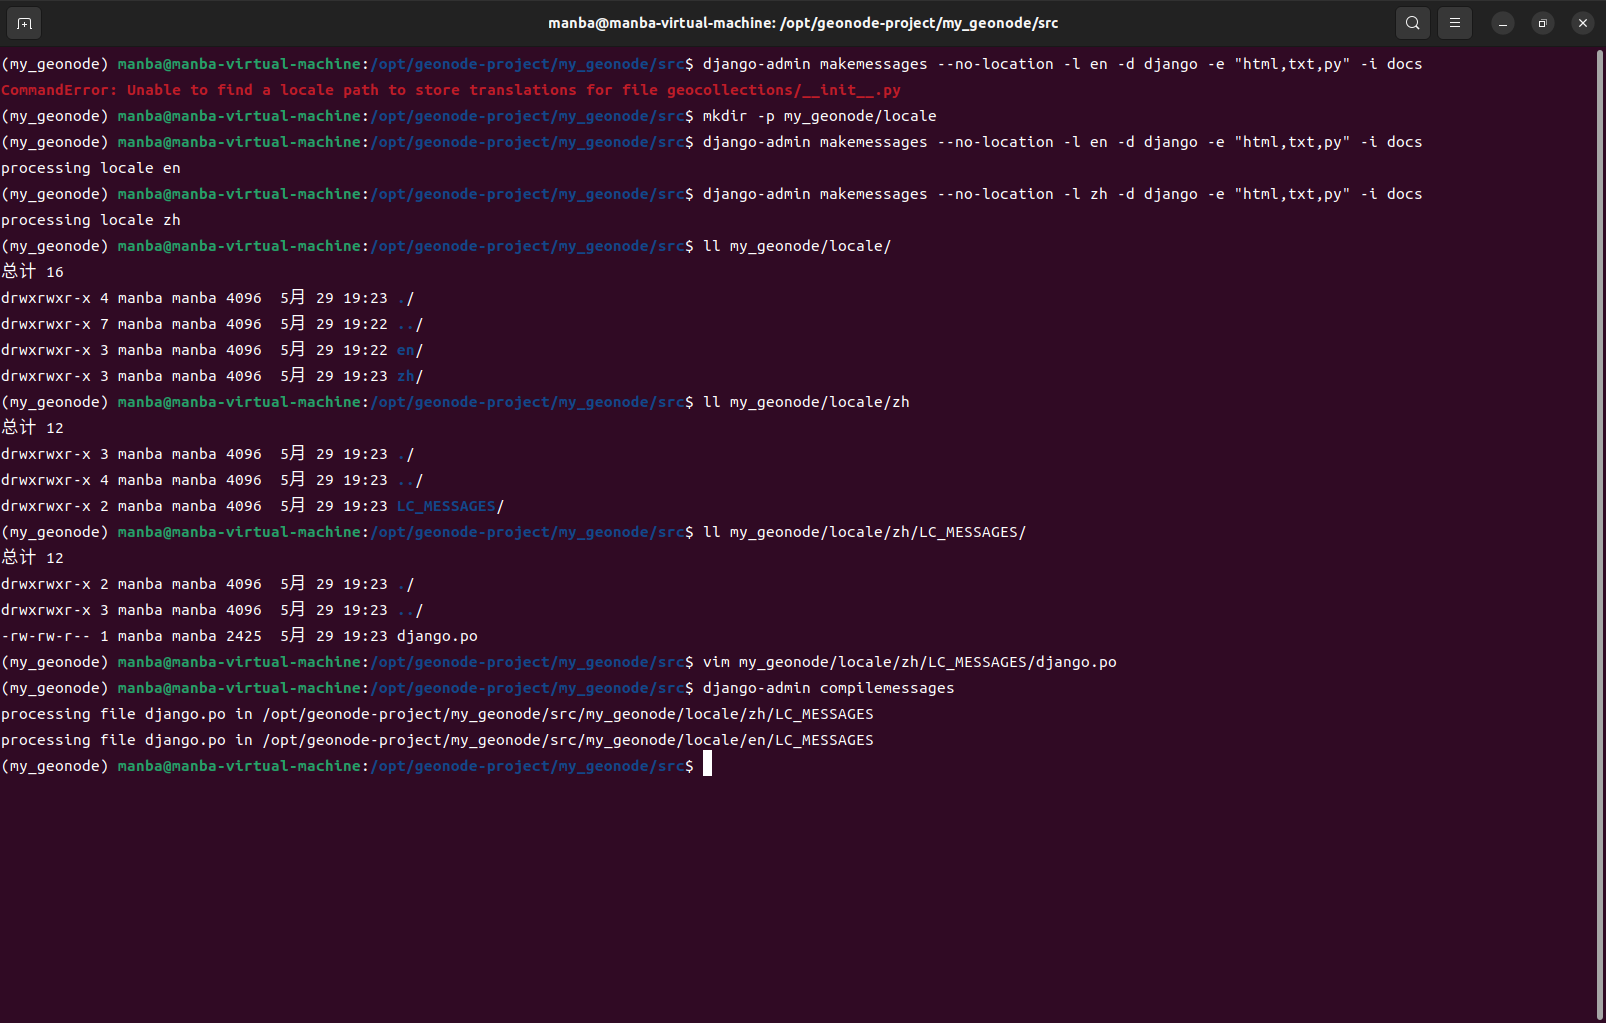 manba@manba-virtual-machine: /opt/geonode-project/my_geonode/src
(my_geonode) manba@manba-virtual-machine:/opt/geonode-project/my_geonode/src$ django-admin makemessages --no-location -l en -d django -e "html,txt,py" -i docs
CommandError: Unable to find a locale path to store translations for file geocollections/__init__.py
(my_geonode) manba@manba-virtual-machine:/opt/geonode-project/my_geonode/src$ mkdir -p my_geonode/locale
(my_geonode) manba@manba-virtual-machine:/opt/geonode-project/my_geonode/src$ django-admin makemessages --no-location -l en -d django -e "html,txt,py" -i docs
processing locale en
(my_geonode) manba@manba-virtual-machine:/opt/geonode-project/my_geonode/src$ django-admin makemessages --no-location -l zh -d django -e "html,txt,py" -i docs
processing locale zh
(my_geonode) manba@manba-virtual-machine:/opt/geonode-project/my_geonode/src$ ll my_geonode/locale/
总计 16
drwxrwxr-x 4 manba manba 4096  5月 29 19:23 ./
drwxrwxr-x 7 manba manba 4096  5月 29 19:22 ../
drwxrwxr-x 3 manba manba 4096  5月 29 19:22 en/
drwxrwxr-x 3 manba manba 4096  5月 29 19:23 zh/
(my_geonode) manba@manba-virtual-machine:/opt/geonode-project/my_geonode/src$ ll my_geonode/locale/zh
总计 12
drwxrwxr-x 3 manba manba 4096  5月 29 19:23 ./
drwxrwxr-x 4 manba manba 4096  5月 29 19:23 ../
drwxrwxr-x 2 manba manba 4096  5月 29 19:23 LC_MESSAGES/
(my_geonode) manba@manba-virtual-machine:/opt/geonode-project/my_geonode/src$ ll my_geonode/locale/zh/LC_MESSAGES/
总计 12
drwxrwxr-x 2 manba manba 4096  5月 29 19:23 ./
drwxrwxr-x 3 manba manba 4096  5月 29 19:23 ../
-rw-rw-r-- 1 manba manba 2425  5月 29 19:23 django.po
(my_geonode) manba@manba-virtual-machine:/opt/geonode-project/my_geonode/src$ vim my_geonode/locale/zh/LC_MESSAGES/django.po
(my_geonode) manba@manba-virtual-machine:/opt/geonode-project/my_geonode/src$ django-admin compilemessages
processing file django.po in /opt/geonode-project/my_geonode/src/my_geonode/locale/zh/LC_MESSAGES
processing file django.po in /opt/geonode-project/my_geonode/src/my_geonode/locale/en/LC_MESSAGES
(my_geonode) manba@manba-virtual-machine:/opt/geonode-project/my_geonode/src$